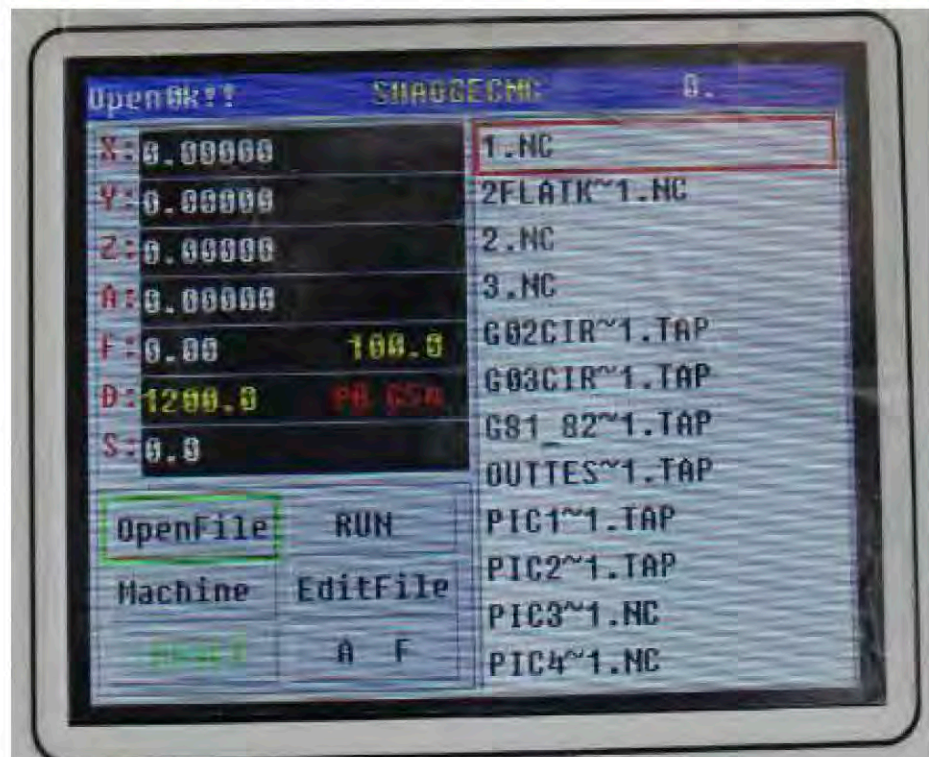 OpenOk!! 0.
X:0.00000
Y:0.00000
Z:0.00000
A:0.00000
F:0.00 100.0
D:1200.0
S:0.0
OpenFile RUN
Machine EditFile
A F
1.NC
2FLATK~1.NC
2.NC
3.NC
G02CIR~1.TAP
G03CIR~1.TAP
G81_82~1.TAP
OUTTES~1.TAP
PIC1~1.TAP
PIC2~1.TAP
PIC3~1.NC
PIC4~1.NC